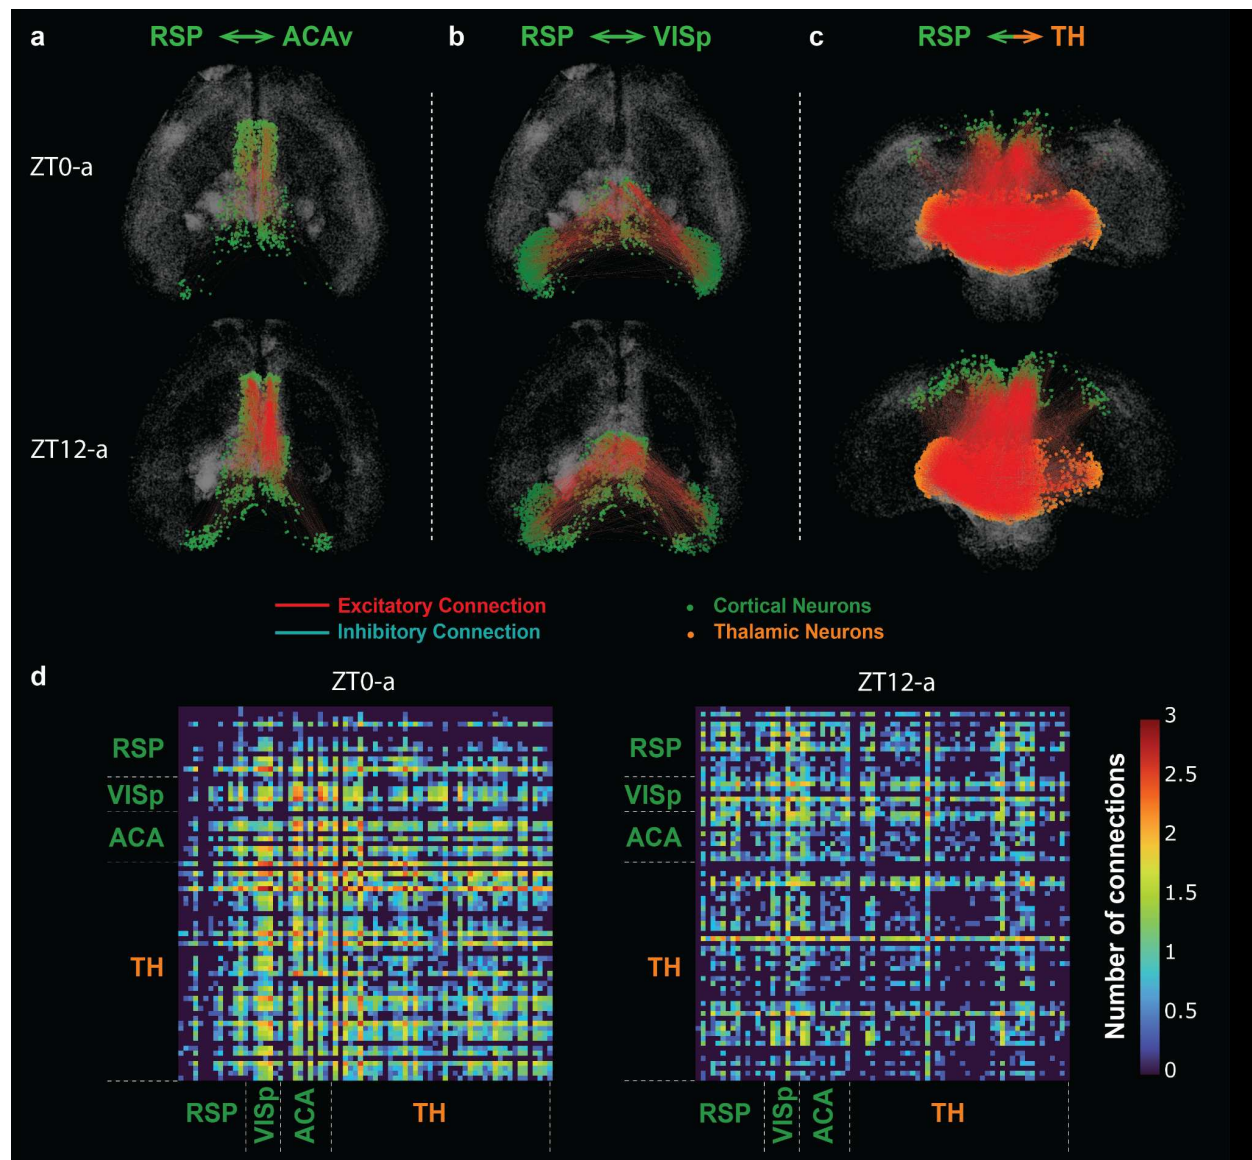 a RSP ACAv b RSP VISp c RSP TH
ZT0-a
ZT12-a
Excitatory Connection Cortical Neurons
Inhibitory Connection Thalamic Neurons
d
ZT0-a ZT12-a
RSP
VISp
ACA
TH
RSP VISp ACA TH
RSP
VISp
ACA
TH
RSP VISp ACA TH
Number of connections
3
2.5
2
1.5
1
0.5
0